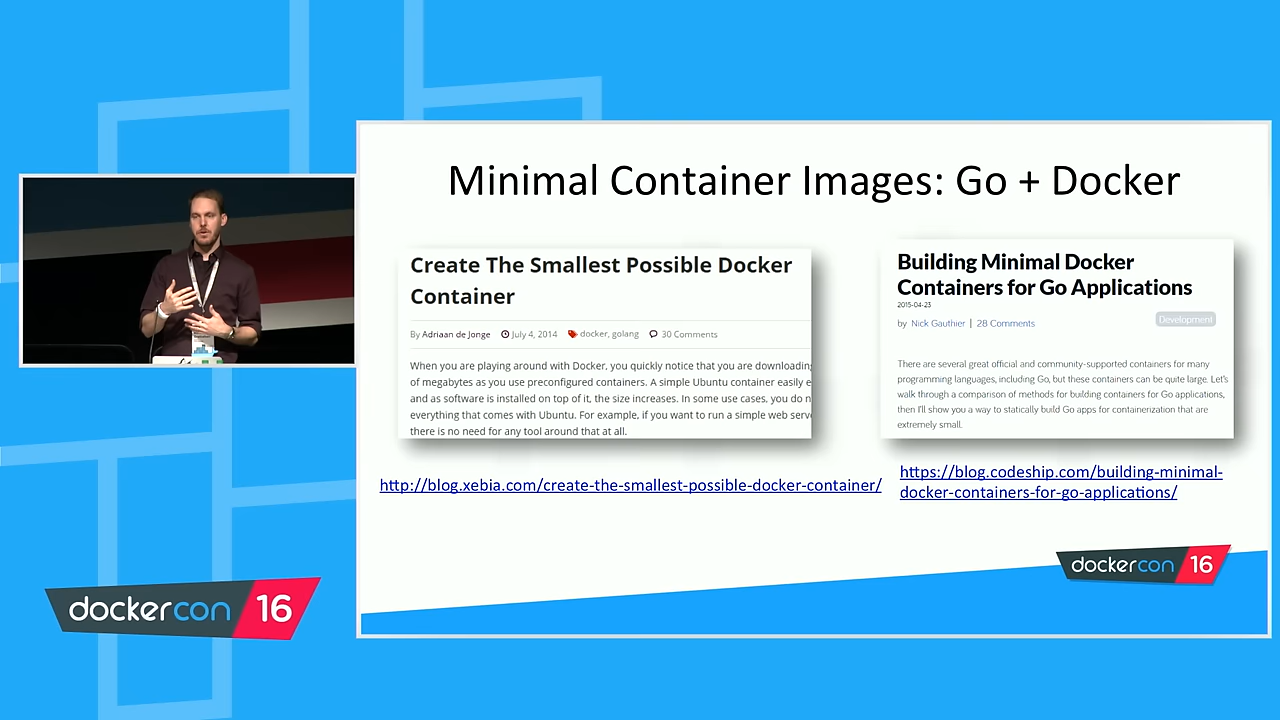 Minimal Container Images: Go + Docker
Create The Smallest Possible Docker
Container
By Adriaan de Jonge July 4, 2014 docker, golang 30 Comments
When you are playing around with Docker, you quickly notice that you are downloading
of megabytes as you use preconfigured containers. A simple Ubuntu container easily e
and as software is installed on top of it, the size increases. In some use cases, you do n
everything that comes with Ubuntu. For example, if you want to run a simple web serv
there is no need for any tool around that at all.
http://blog.xebia.com/create-the-smallest-possible-docker-container/
Building Minimal Docker
Containers for Go Applications
2015-04-23
by Nick Gauthier | 28 Comments
Development
There are several great official and community-supported containers for many
programming languages, including Go, but these containers can be quite large. Let's
walk through a comparison of methods for building containers for Go applications,
then I'll show you a way to statically build Go apps for containerization that are
extremely small.
https://blog.codeship.com/building-minimal-
docker-containers-for-go-applications/
dockercon 16
dockercon 16